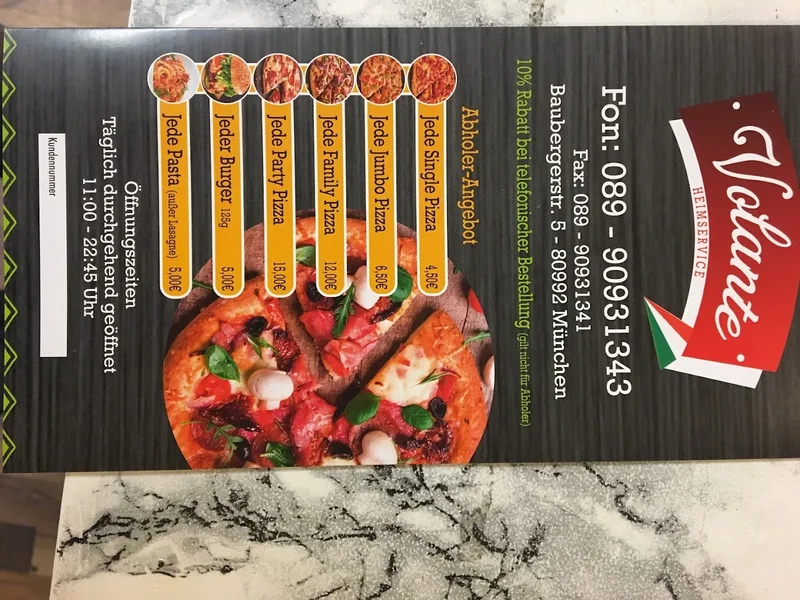 Volante
HEIMSERVICE
Fon: 089 - 90931343
Fax: 089 - 90931341
Baubergerstr. 5 - 80992 München
10% Rabatt bei telefonischer Bestellung (gilt nicht für Abholer)
Abholer-Angebot
Jede Single Pizza 4,50€
Jede Jumbo Pizza 6,50€
Jede Family Pizza 12,00€
Jede Party Pizza 15,00€
Jeder Burger 125g 5,00€
Jede Pasta (außer Lasagne) 5,00€
Öffnungszeiten
Täglich durchgehend geöffnet
11:00 - 22:45 Uhr
Kundennummer